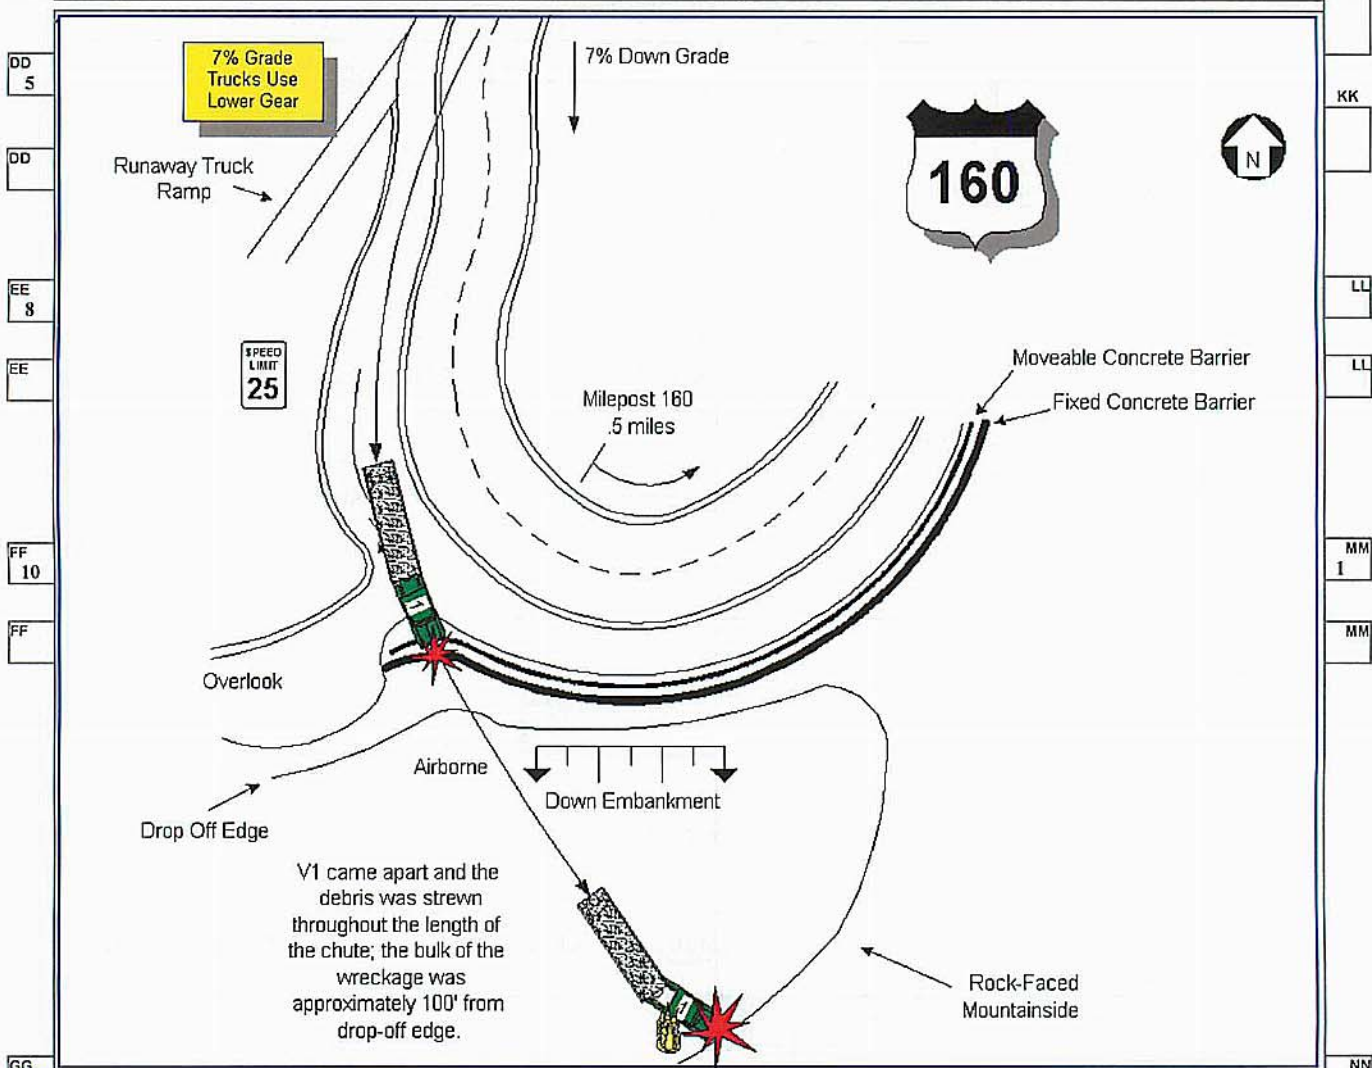 DD
5
DD
EE
8
EE
FF
10
FF
GG
7% Grade
Trucks Use
Lower Gear
7% Down Grade
160
N
KK
Runaway Truck
Ramp
LL
SPEED
LIMIT
25
Milepost 160
.5 miles
Moveable Concrete Barrier
LL
Fixed Concrete Barrier
1
MM
1
MM
Overlook
Airborne
Down Embankment
Drop Off Edge
V1 came apart and the
debris was strewn
throughout the length of
the chute; the bulk of the
wreckage was
approximately 100' from
drop-off edge.
1
Rock-Faced
Mountainside
NN